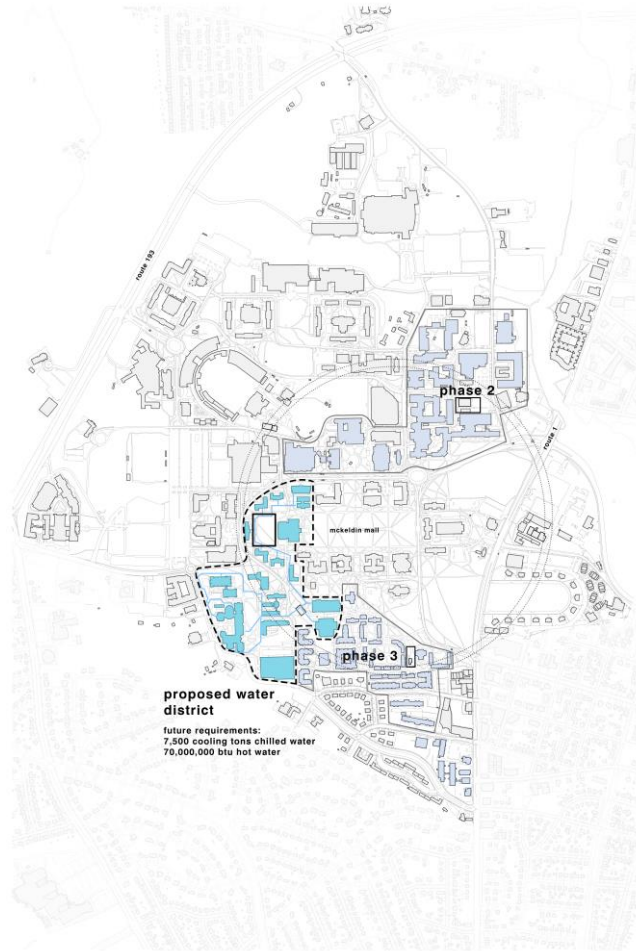 route 193
phase 2
route 1
mckeldin mall
phase 3
proposed water
district
future requirements:
7,500 cooling tons chilled water
70,000,000 btu hot water